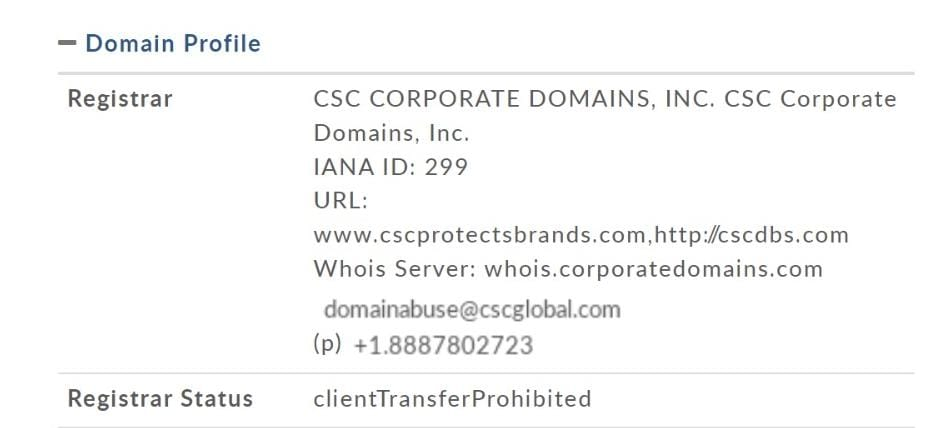 Domain Profile
Registrar
CSC CORPORATE DOMAINS, INC. CSC Corporate
Domains, Inc.
IANA ID: 299
URL:
www.cscprotectsbrands.com,http://cscdbs.com
Whois Server: whois.corporatedomains.com
domainabuse@cscglobal.com
(p) +1.8887802723
Registrar Status
clientTransferProhibited